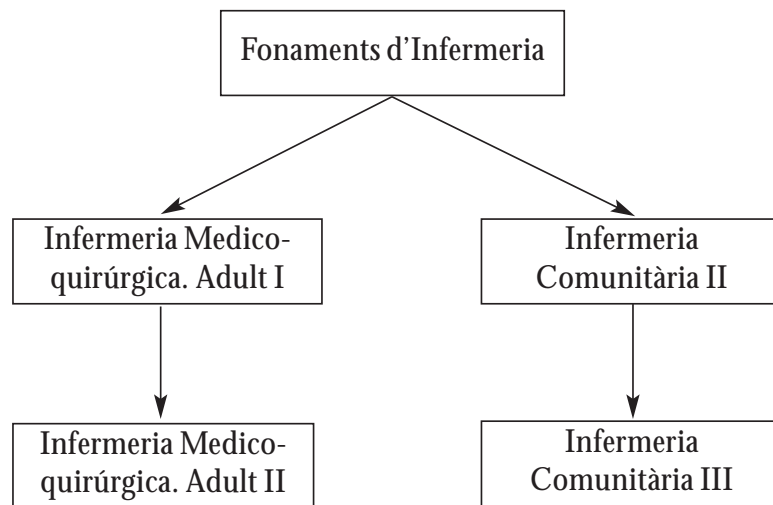 Fonaments d’Infermeria
Infermeria Medico-
quirúrgica. Adult I
Infermeria
Comunitària II
Infermeria Medico-
quirúrgica. Adult II
Infermeria
Comunitària III